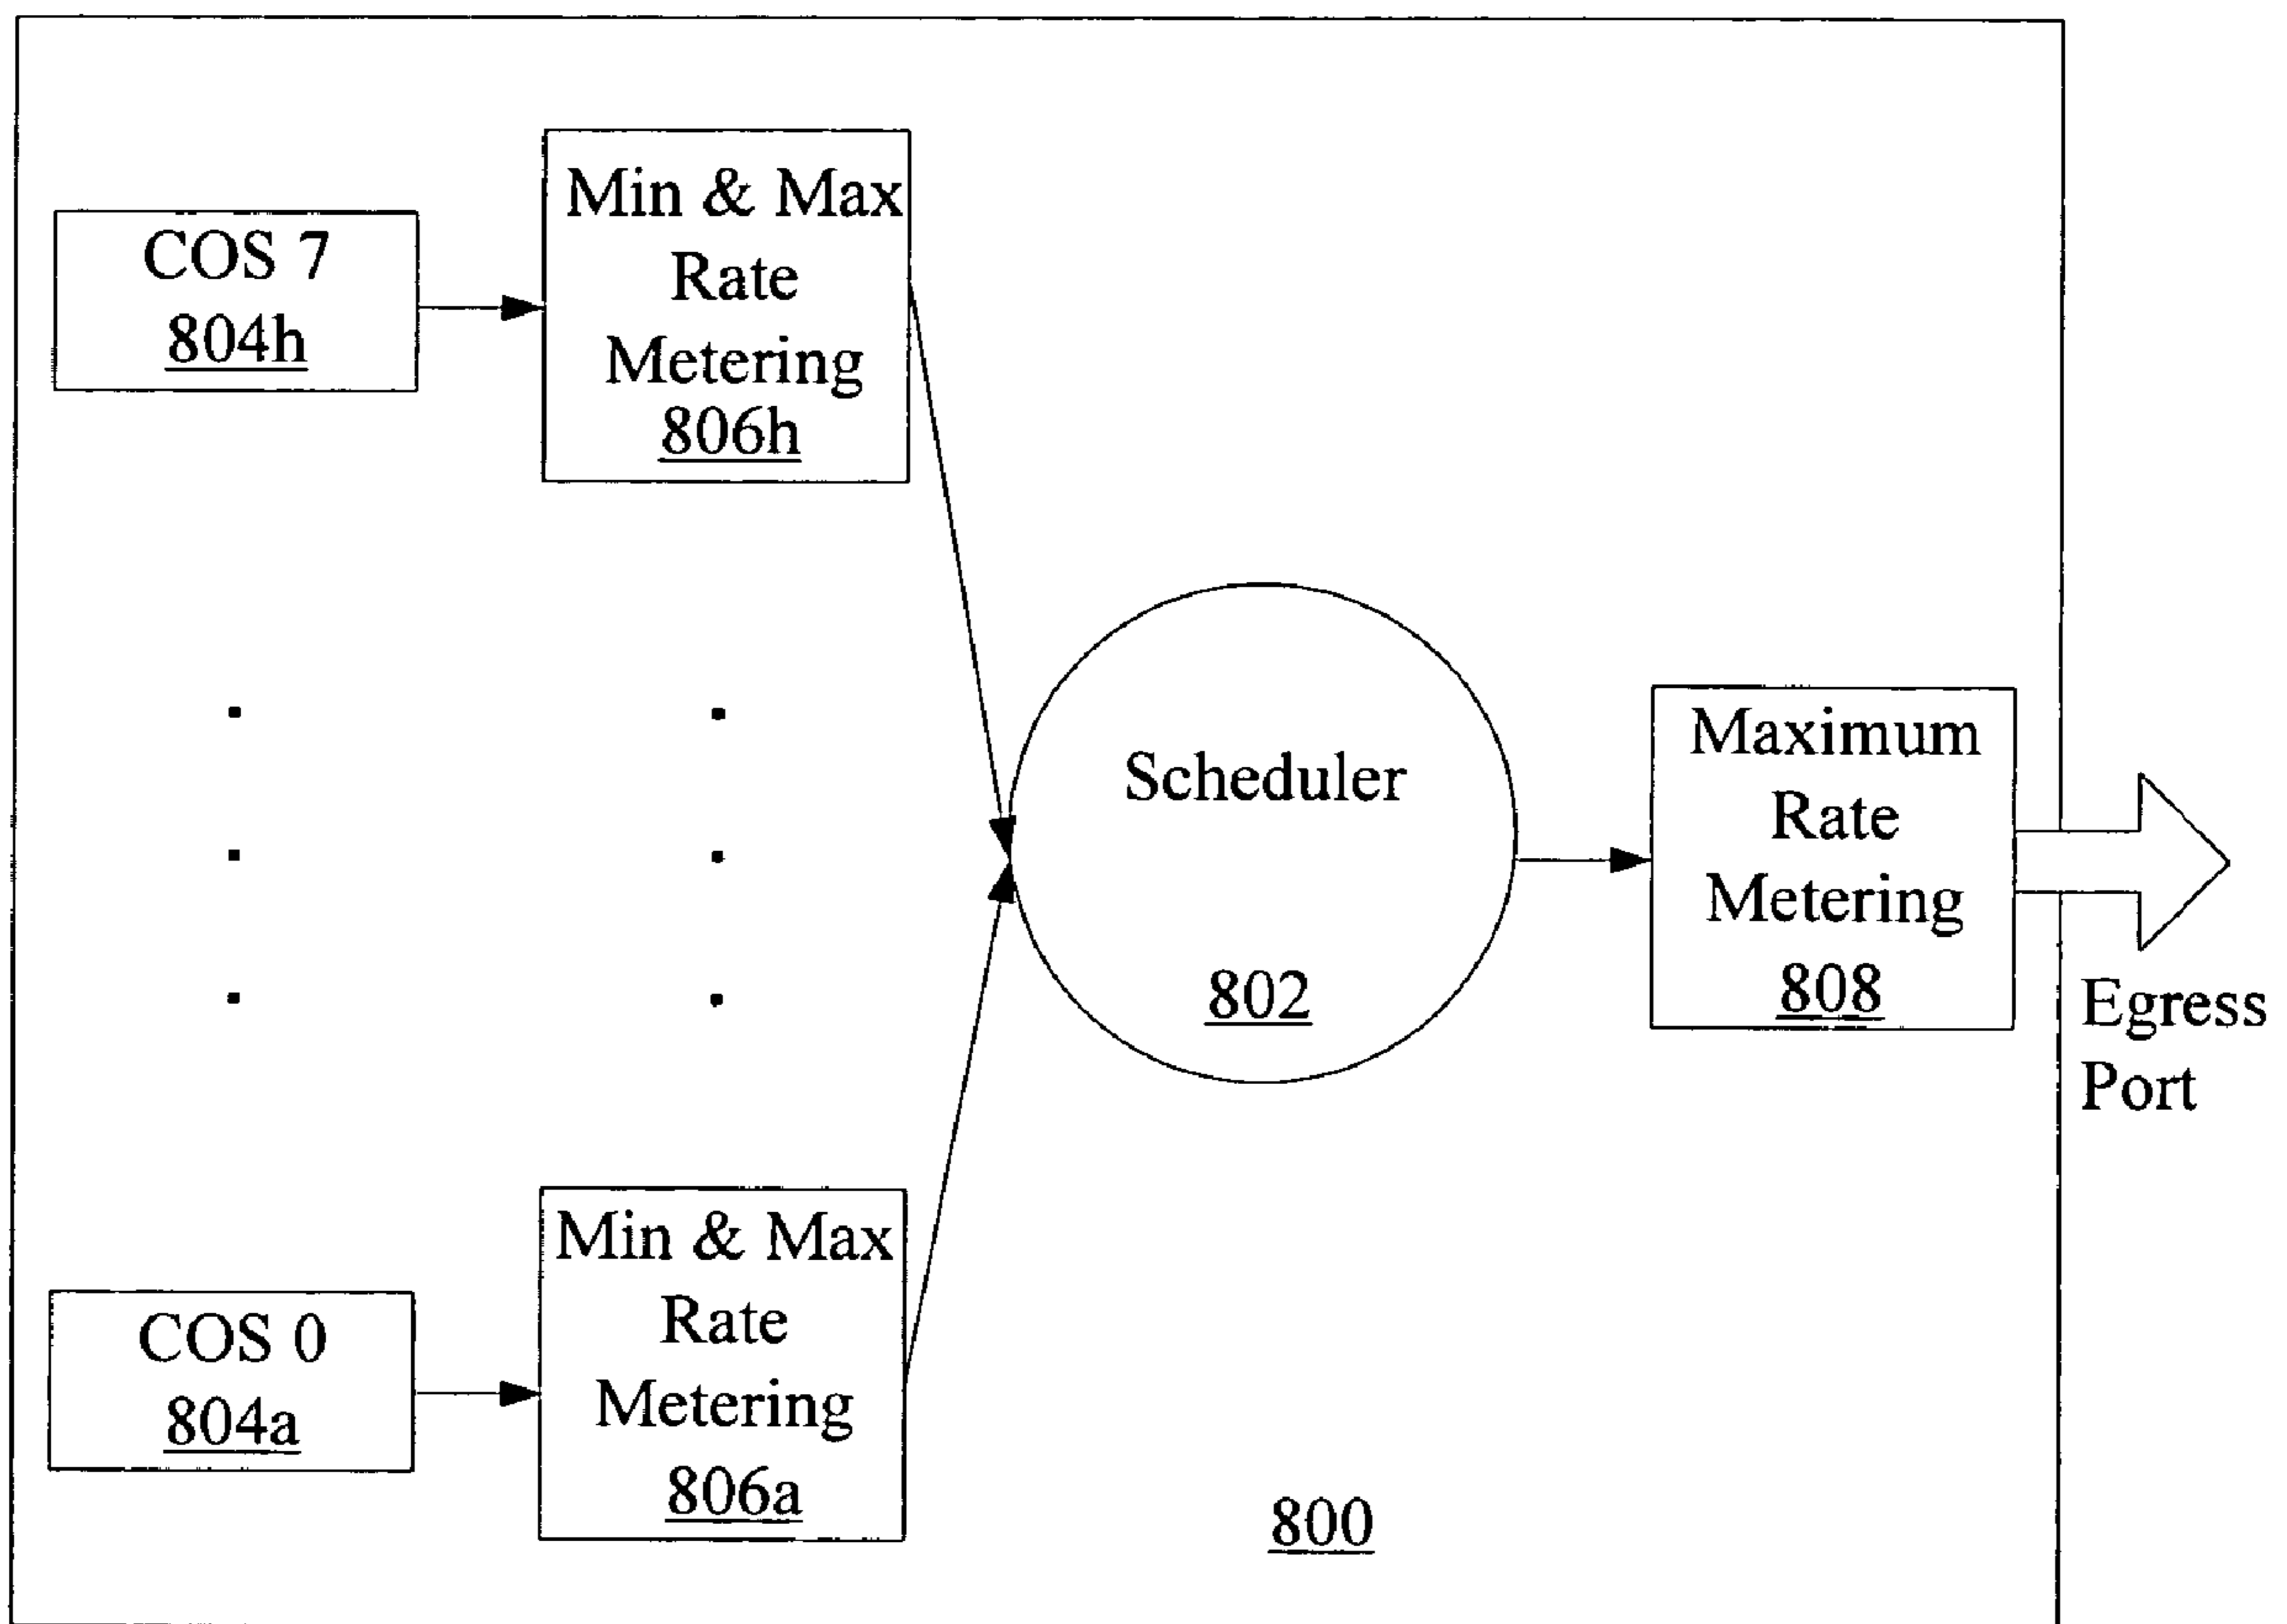 COS 7
804h
Min & Max
Rate
Metering
806h
Scheduler
802
Maximum
Rate
Metering
808
Egress
Port
COS 0
804a
Min & Max
Rate
Metering
806a
800